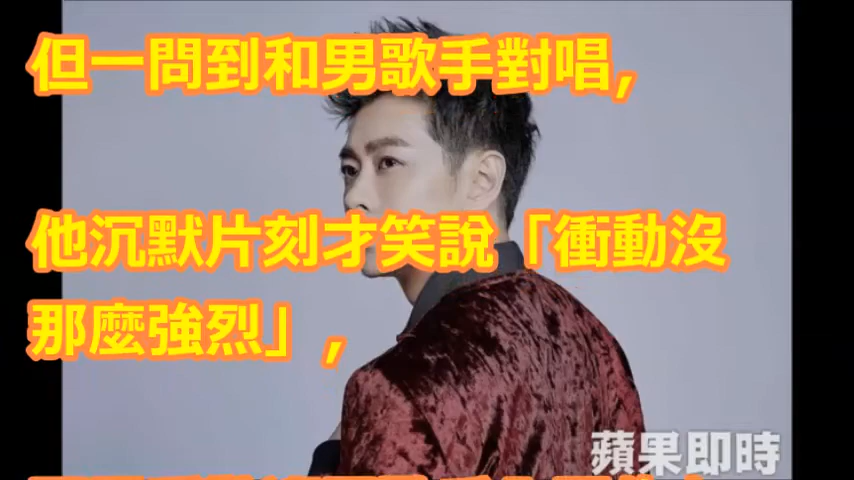 但一問到和男歌手對唱，
他沉默片刻才笑說「衝動沒
那麼強烈」，
蘋果即時